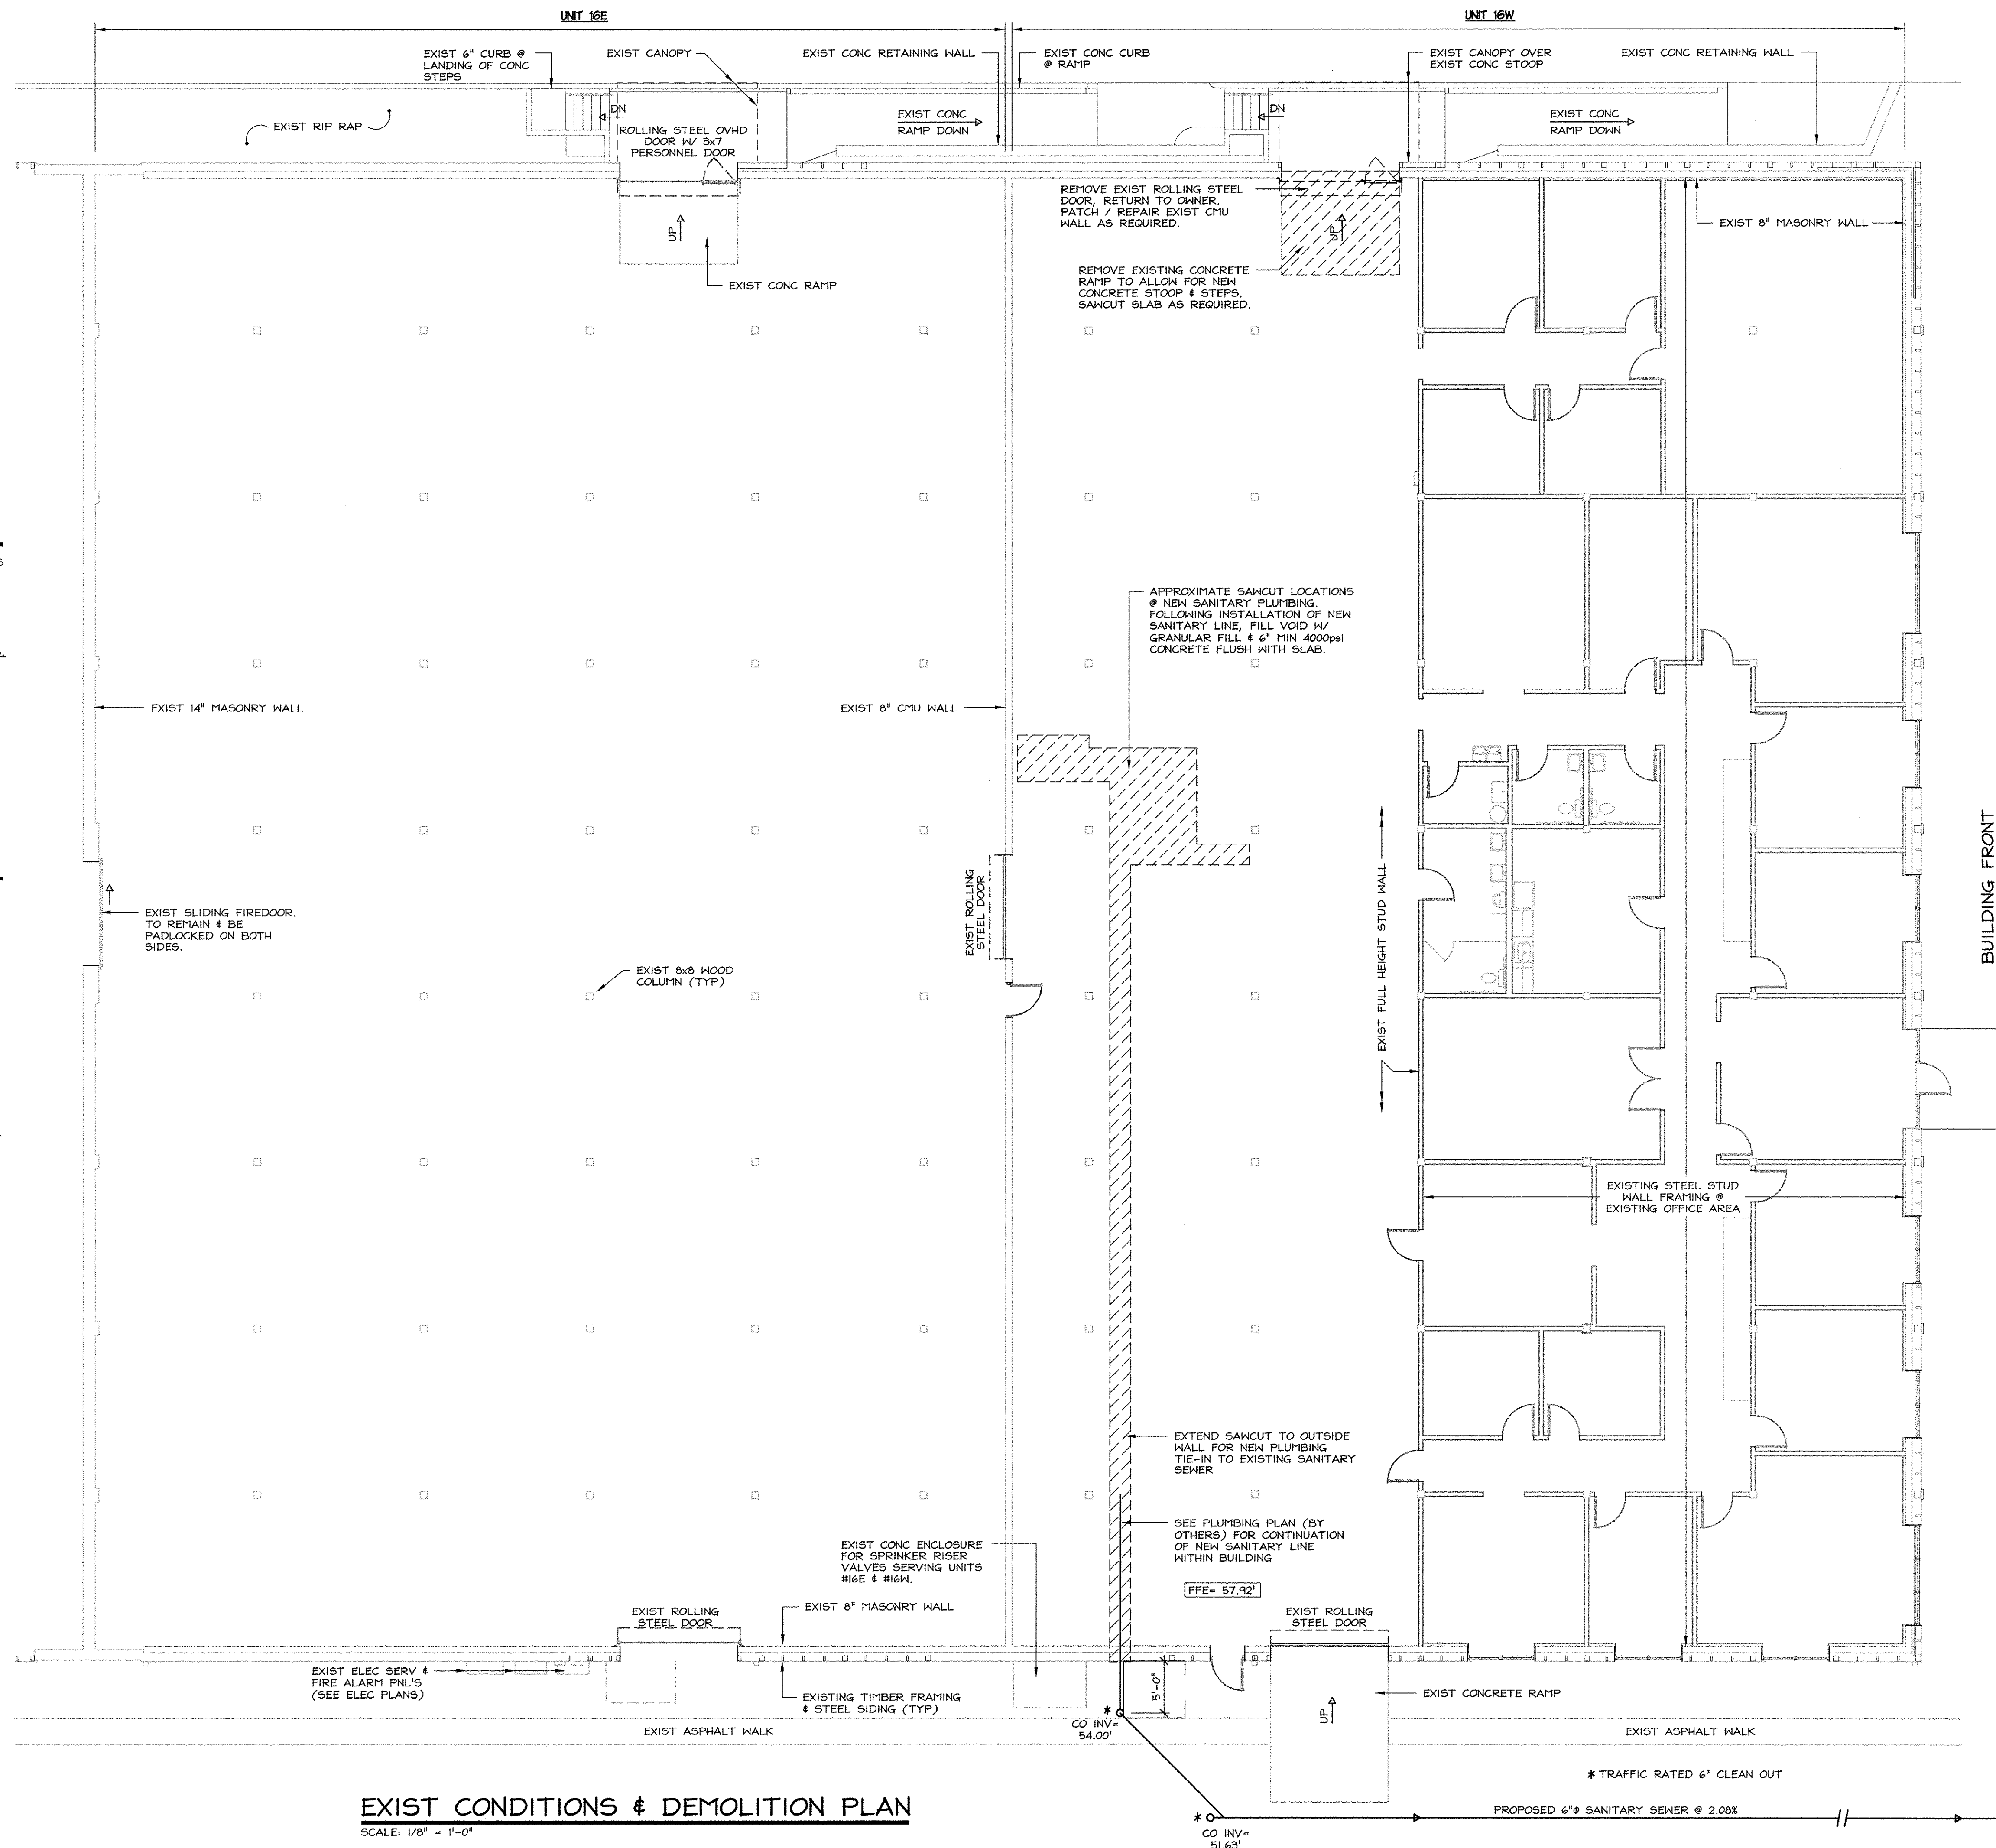 UNIT 16E
UNIT 16W
EXIST 6" CURB @
LANDING OF CONC
STEPS
EXIST CANOPY
EXIST CONC RETAINING WALL
EXIST CONC CURB
@ RAMP
EXIST CANOPY OVER
EXIST CONC STOOP
EXIST CONC RETAINING WALL
EXIST RIP RAP
DN
ROLLING STEEL OVHD
DOOR W/ 3x7
PERSONNEL DOOR
EXIST CONC
RAMP DOWN
DN
EXIST CONC
RAMP DOWN
UP
EXIST CONC RAMP
REMOVE EXIST ROLLING STEEL
DOOR, RETURN TO OWNER.
PATCH / REPAIR EXIST CMU
WALL AS REQUIRED.
UP
EXIST 8" MASONRY WALL
REMOVE EXISTING CONCRETE
RAMP TO ALLOW FOR NEW
CONCRETE STOOP & STEPS.
SAWCUT SLAB AS REQUIRED.
APPROXIMATE SAWCUT LOCATIONS
@ NEW SANITARY PLUMBING.
FOLLOWING INSTALLATION OF NEW
SANITARY LINE, FILL VOID W/
GRANULAR FILL & 6" MIN 4000psi
CONCRETE FLUSH WITH SLAB.
EXIST 14" MASONRY WALL
EXIST 8" CMU WALL
EXIST SLIDING FIREDOOR.
TO REMAIN & BE
PADLOCKED ON BOTH
SIDES.
EXIST ROLLING
STEEL DOOR
EXIST FULL HEIGHT STUD WALL
BUILDING FRONT
EXIST 8x8 WOOD
COLUMN (TYP)
EXISTING STEEL STUD
WALL FRAMING @
EXISTING OFFICE AREA
EXTEND SAWCUT TO OUTSIDE
WALL FOR NEW PLUMBING
TIE-IN TO EXISTING SANITARY
SEWER
SEE PLUMBING PLAN (BY
OTHERS) FOR CONTINUATION
OF NEW SANITARY LINE
WITHIN BUILDING
EXIST CONC ENCLOSURE
FOR SPRINKER RISER
VALVES SERVING UNITS
#16E & #16W.
FFE= 57.92'
EXIST ROLLING
STEEL DOOR
EXIST 8" MASONRY WALL
EXIST ROLLING
STEEL DOOR
EXIST ELEC SERV &
FIRE ALARM PNL'S
(SEE ELEC PLANS)
EXISTING TIMBER FRAMING
& STEEL SIDING (TYP)
5'-0"
UP
EXIST CONCRETE RAMP
* CO INV=
54.00'
EXIST ASPHALT WALK
EXIST ASPHALT WALK
* TRAFFIC RATED 6" CLEAN OUT
EXIST CONDITIONS & DEMOLITION PLAN
SCALE: 1/8" = 1'-0"
PROPOSED 6"Φ SANITARY SEWER @ 2.08%
* CO INV=
51.63'